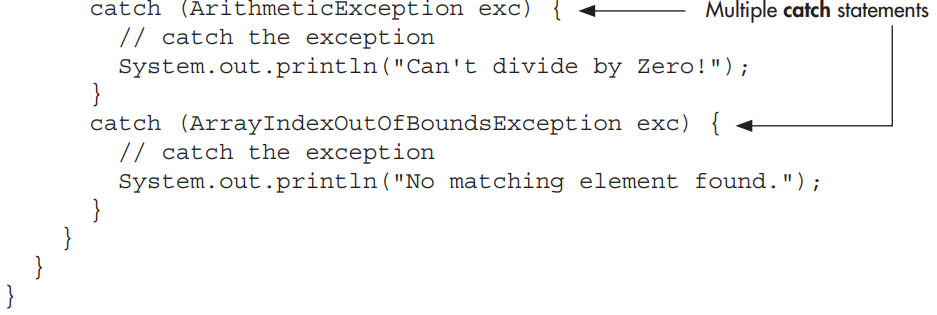 catch (ArithmeticException exc) { Multiple catch statements
// catch the exception
System.out.println("Can't divide by Zero!");
}
catch (ArrayIndexOutOfBoundsException exc) {
// catch the exception
System.out.println("No matching element found.");
}
}
}
}